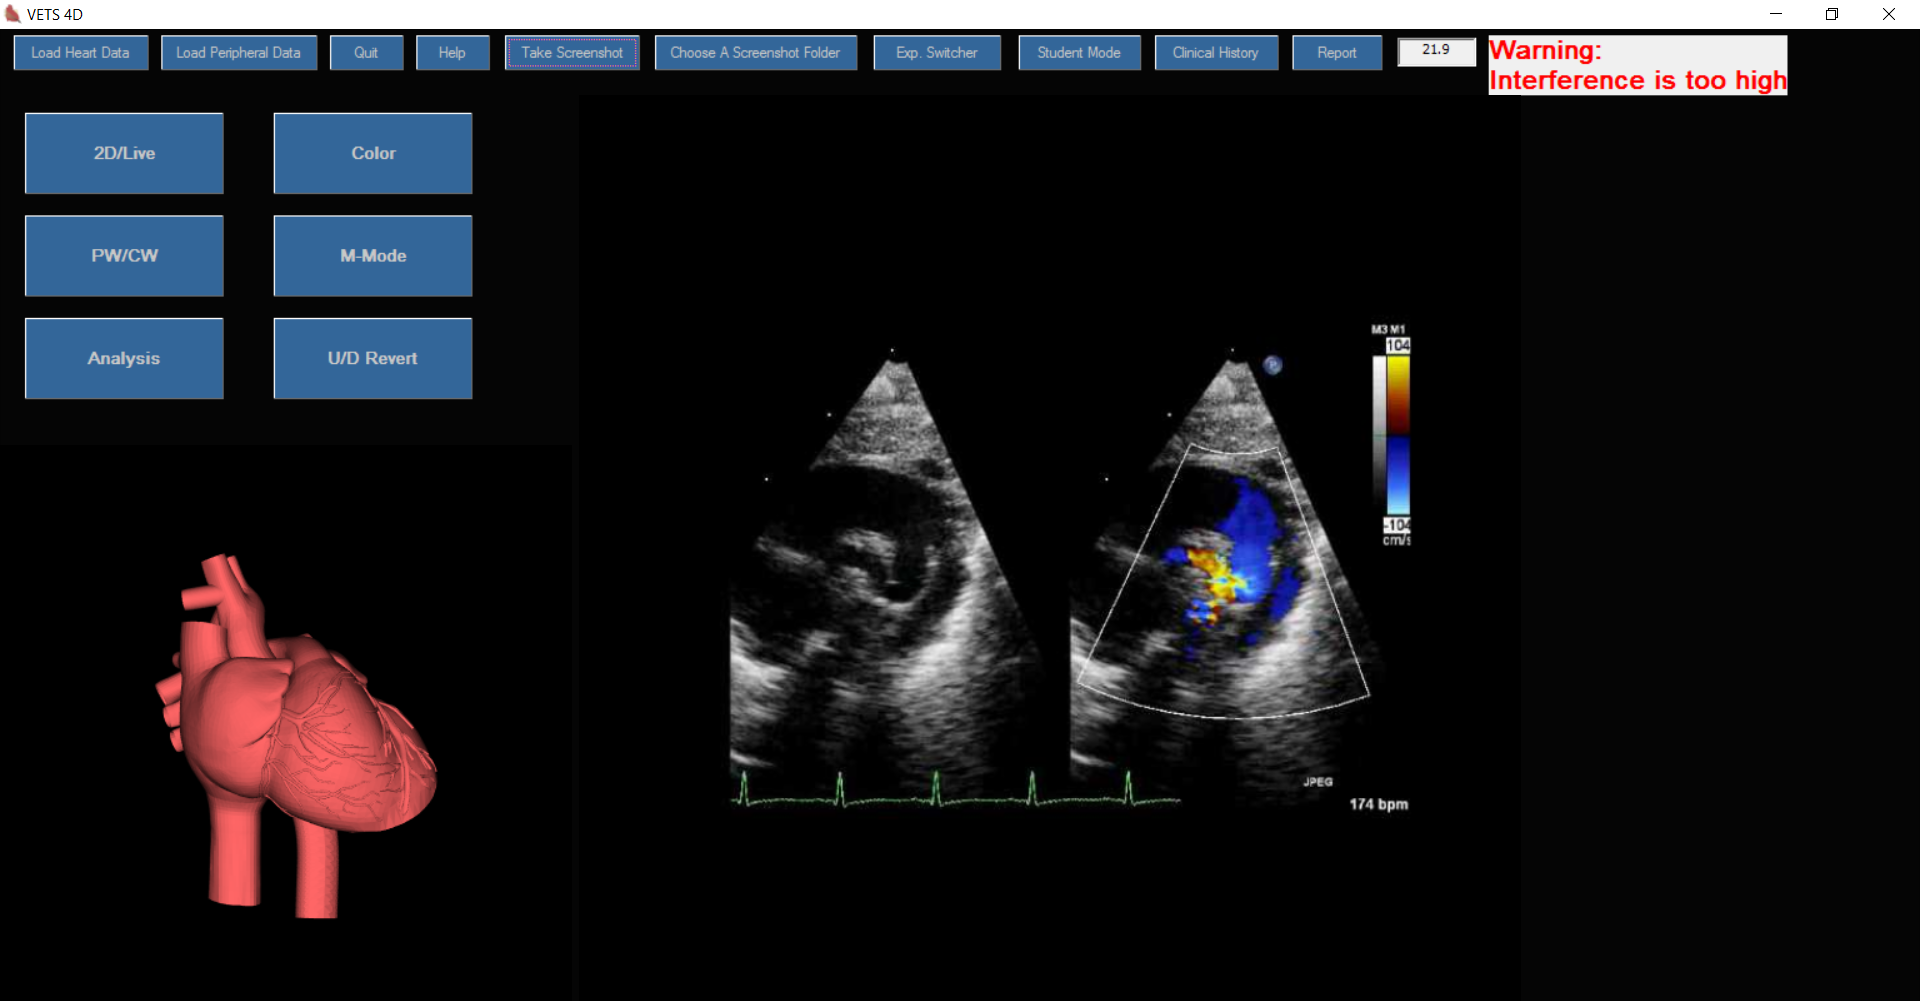 VETS 4D
Load Heart Data
Load Peripheral Data
Quit
Help
Take Screenshot
Choose A Screenshot Folder
Exp. Switcher
Student Mode
Clinical History
Report
21.9
Warning:
Interference is too high
2D/Live
Color
PW/CW
M-Mode
Analysis
U/D Revert
M3 M1
104
-104
cm/s
P
JPEG
174 bpm